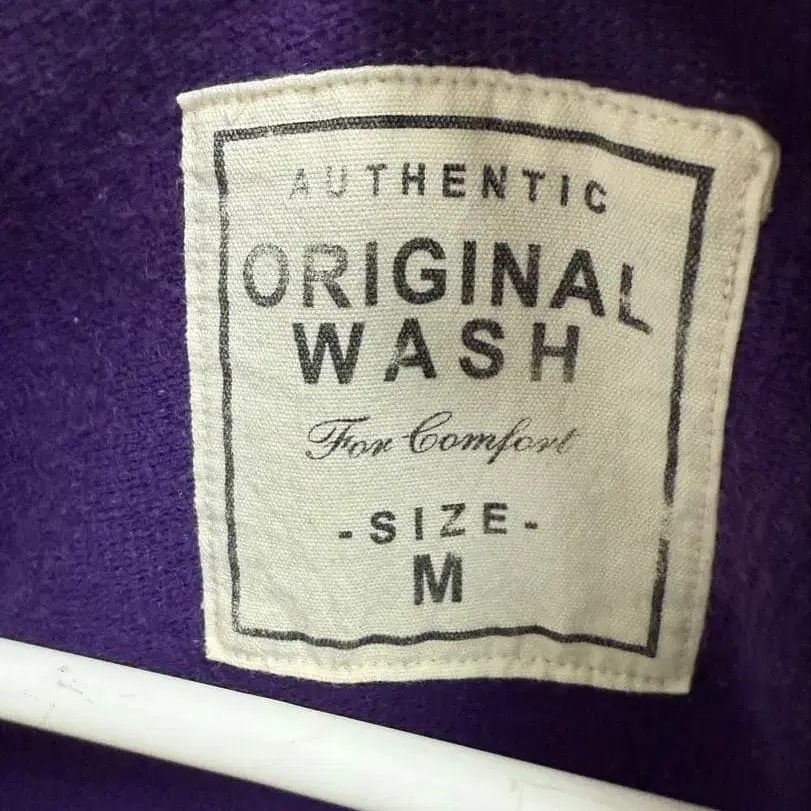 AUTHENTIC
ORIGINAL
WASH
For Comfort
-SIZE-
M